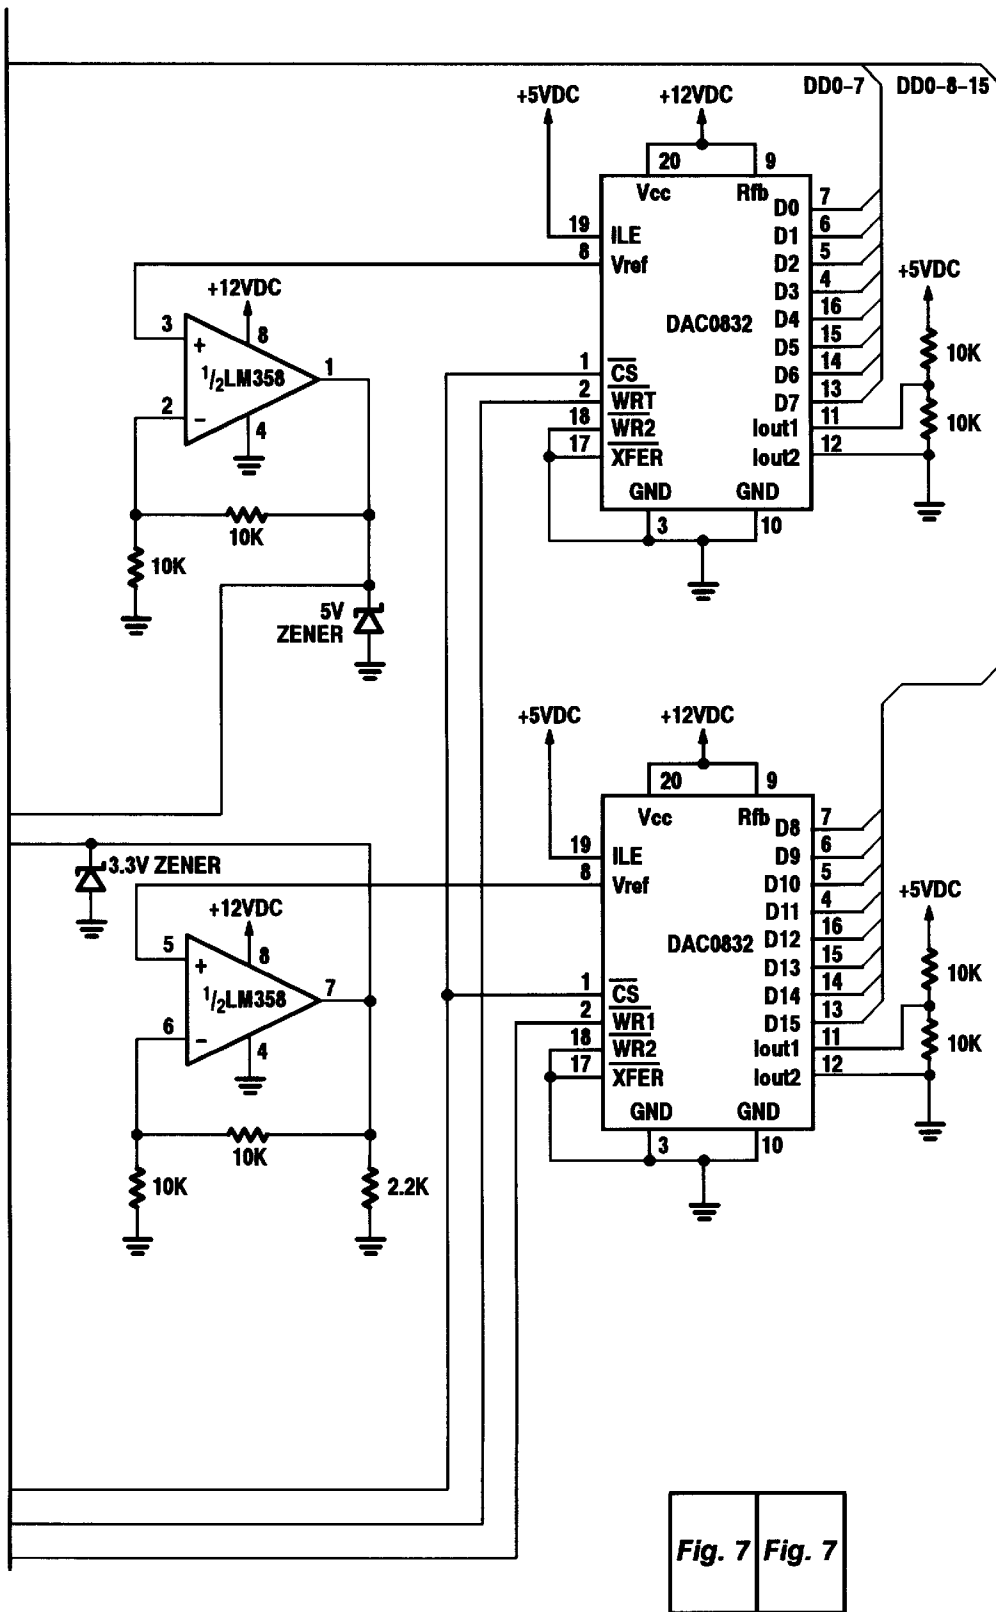 DD0-7 DD0-8-15
+5VDC +12VDC
20 9
Vcc Rfb
D0 7
19 ILE D1 6
8 Vref D2 5
D3 4
DAC0832 D4 16
D5 15
1 CS D6 14
2 WRT D7 13
18 WR2 Iout1 11
17 XFER Iout2 12
GND GND
3 10
+5VDC
10K
10K
+12VDC
3 + 8
1/2LM358 1
2 - 4
10K
10K
5V
ZENER
+5VDC +12VDC
20 9
Vcc Rfb
D8 7
19 ILE D9 6
8 Vref D10 5
D11 4
DAC0832 D12 16
D13 15
1 CS D14 14
2 WR1 D15 13
18 WR2 Iout1 11
17 XFER Iout2 12
GND GND
3 10
+5VDC
10K
10K
3.3V ZENER
+12VDC
5 + 8
1/2LM358 7
6 - 4
10K
10K 2.2K
Fig. 7 Fig. 7